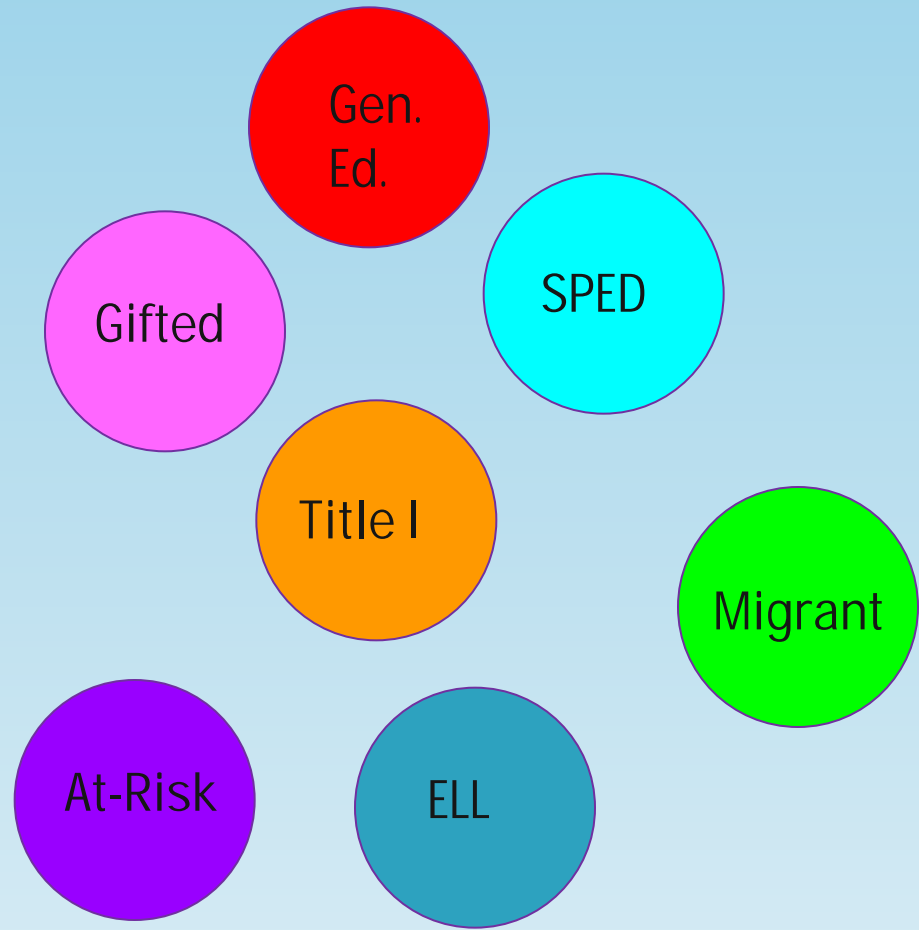 Gen.
Ed.
SPED
Gifted
Title I
Migrant
At-Risk
ELL